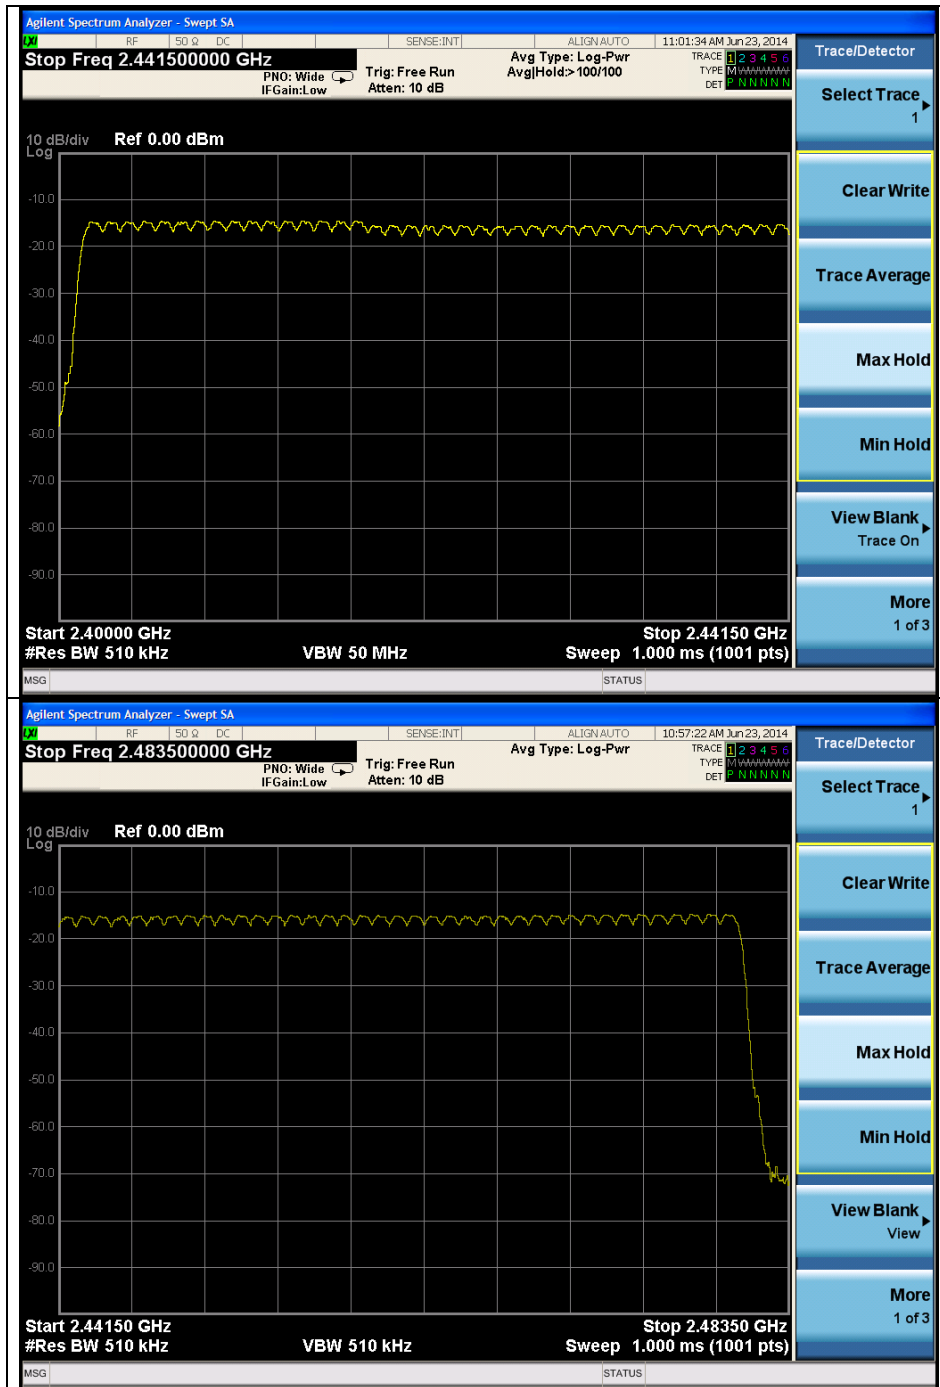 Agilent Spectrum Analyzer - Swept SA
LXI RF 50 Ω DC SENSE:INT ALIGN AUTO 11:01:34 AM Jun 23, 2014
Stop Freq 2.441500000 GHz
PNO: Wide
IFGain:Low
Trig: Free Run
Atten: 10 dB
Avg Type: Log-Pwr
Avg|Hold:>100/100
TRACE 1 2 3 4 5 6
TYPE M WWWWW
DET P N N N N N
Trace/Detector
Select Trace
1
10 dB/div Ref 0.00 dBm
Log
-10.0
-20.0
-30.0
-40.0
-50.0
-60.0
-70.0
-80.0
-90.0
Clear Write
Trace Average
Max Hold
Min Hold
View Blank
Trace On
More
1 of 3
Start 2.40000 GHz Stop 2.44150 GHz
#Res BW 510 kHz VBW 50 MHz Sweep 1.000 ms (1001 pts)
MSG STATUS
Agilent Spectrum Analyzer - Swept SA
LXI RF 50 Ω DC SENSE:INT ALIGN AUTO 10:57:22 AM Jun 23, 2014
Stop Freq 2.483500000 GHz
PNO: Wide
IFGain:Low
Trig: Free Run
Atten: 10 dB
Avg Type: Log-Pwr
TRACE 1 2 3 4 5 6
TYPE M WWWWW
DET P N N N N N
Trace/Detector
Select Trace
1
10 dB/div Ref 0.00 dBm
Log
-10.0
-20.0
-30.0
-40.0
-50.0
-60.0
-70.0
-80.0
-90.0
Clear Write
Trace Average
Max Hold
Min Hold
View Blank
View
More
1 of 3
Start 2.44150 GHz Stop 2.48350 GHz
#Res BW 510 kHz VBW 510 kHz Sweep 1.000 ms (1001 pts)
MSG STATUS